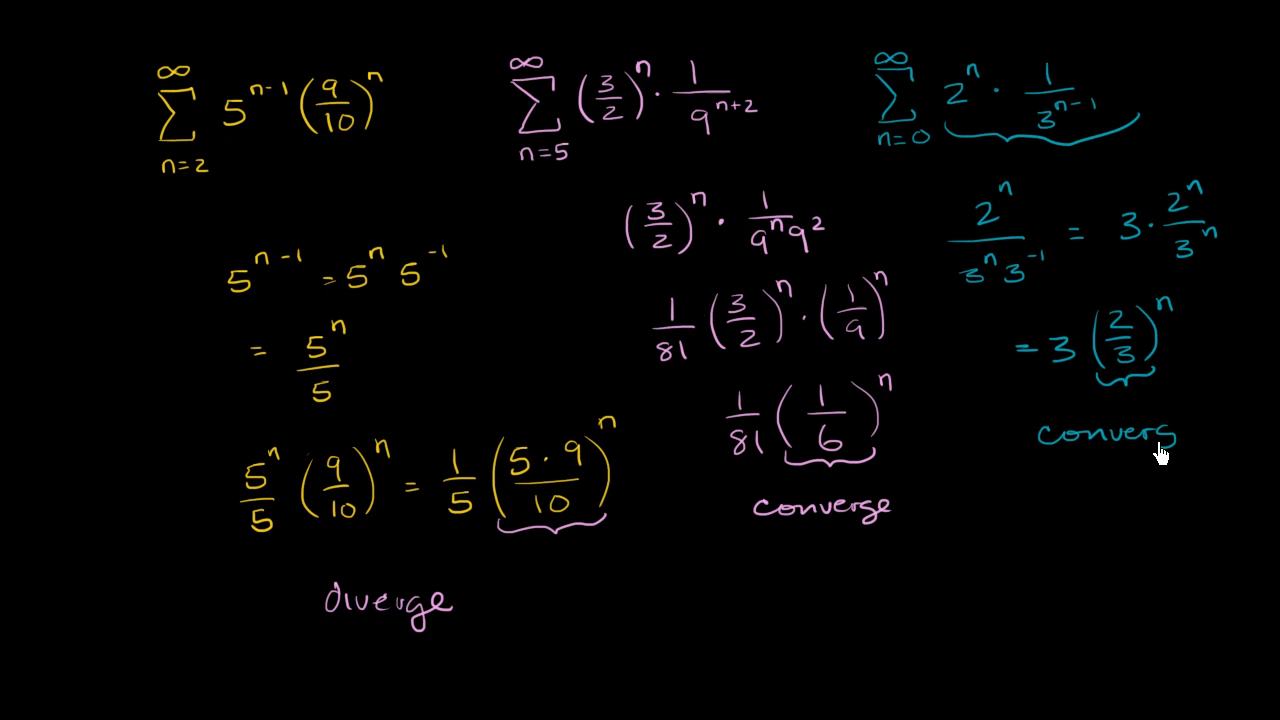 ∞
∑ 5^{n-1} (9/10)^n
n=2
5^{n-1} = 5^n 5^{-1}
= 5^n/5
5^n/5 (9/10)^n = 1/5 (5·9/10)^n
diverge
∞
∑ (3/2)^n · 1/9^{n+2}
n=5
(3/2)^n · 1/(9^n 9^2)
1/81 (3/2)^n · (1/9)^n
1/81 (1/6)^n
converge
∞
∑ 2^n · 1/3^{n-1}
n=0
2^n/(3^n 3^{-1}) = 3 · 2^n/3^n
= 3 (2/3)^n
converg